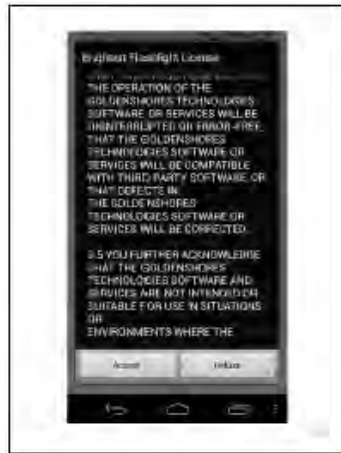 Brightest Flashlight License
THE OPERATION OF THE
GOLDENSHORES TECHNOLOGIES
SOFTWARE OR SERVICES WILL BE
UNINTERRUPTED OR ERROR-FREE,
THAT THE GOLDENSHORES
TECHNOLOGIES SOFTWARE OR
SERVICES WILL BE COMPATIBLE
WITH THIRD PARTY SOFTWARE, OR
THAT DEFECTS IN
THE GOLDENSHORES
TECHNOLOGIES SOFTWARE OR
SERVICES WILL BE CORRECTED.
3.5 YOU FURTHER ACKNOWLEDGE
THAT THE GOLDENSHORES
TECHNOLOGIES SOFTWARE AND
SERVICES ARE NOT INTENDED OR
SUITABLE FOR USE IN SITUATIONS
OR
ENVIRONMENTS WHERE THE
Accept
Refuse